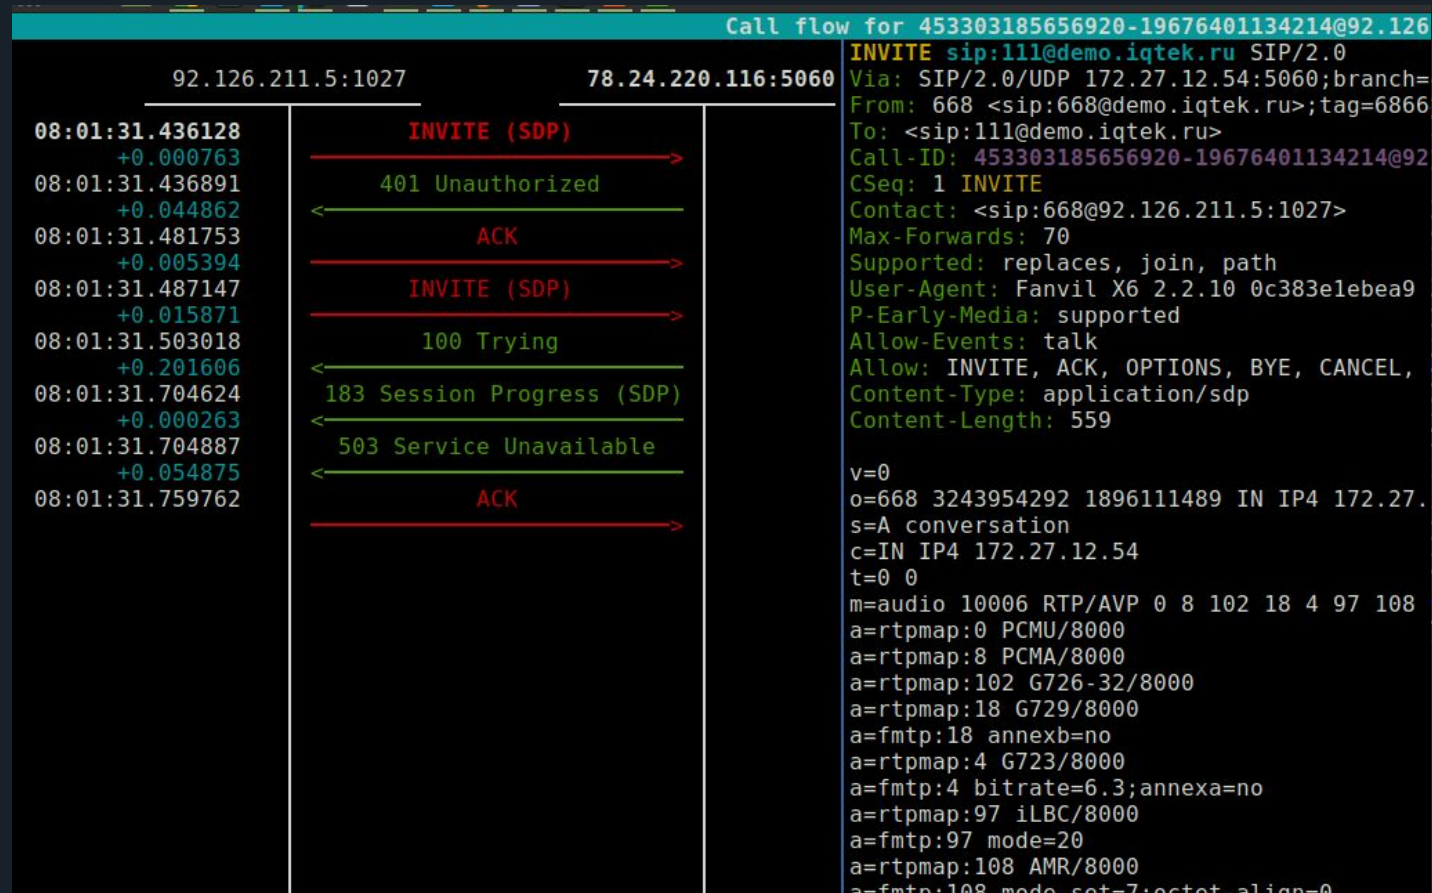 Call flow for 453303185656920-19676401134214@92.126
92.126.211.5:1027 78.24.220.116:5060
08:01:31.436128 INVITE (SDP)
+0.000763
08:01:31.436891 401 Unauthorized
+0.044862
08:01:31.481753 ACK
+0.005394
08:01:31.487147 INVITE (SDP)
+0.015871
08:01:31.503018 100 Trying
+0.201606
08:01:31.704624 183 Session Progress (SDP)
+0.000263
08:01:31.704887 503 Service Unavailable
+0.054875
08:01:31.759762 ACK
INVITE sip:111@demo.iqtek.ru SIP/2.0
Via: SIP/2.0/UDP 172.27.12.54:5060;branch=
From: 668 <sip:668@demo.iqtek.ru>;tag=6866
To: <sip:111@demo.iqtek.ru>
Call-ID: 453303185656920-19676401134214@92
CSeq: 1 INVITE
Contact: <sip:668@92.126.211.5:1027>
Max-Forwards: 70
Supported: replaces, join, path
User-Agent: Fanvil X6 2.2.10 0c383e1ebea9
P-Early-Media: supported
Allow-Events: talk
Allow: INVITE, ACK, OPTIONS, BYE, CANCEL,
Content-Type: application/sdp
Content-Length: 559
v=0
o=668 3243954292 1896111489 IN IP4 172.27.
s=A conversation
c=IN IP4 172.27.12.54
t=0 0
m=audio 10006 RTP/AVP 0 8 102 18 4 97 108
a=rtpmap:0 PCMU/8000
a=rtpmap:8 PCMA/8000
a=rtpmap:102 G726-32/8000
a=rtpmap:18 G729/8000
a=fmtp:18 annexb=no
a=rtpmap:4 G723/8000
a=fmtp:4 bitrate=6.3;annexa=no
a=rtpmap:97 iLBC/8000
a=fmtp:97 mode=20
a=rtpmap:108 AMR/8000
a=fmtp:108 mode-set=7;octet-align=0